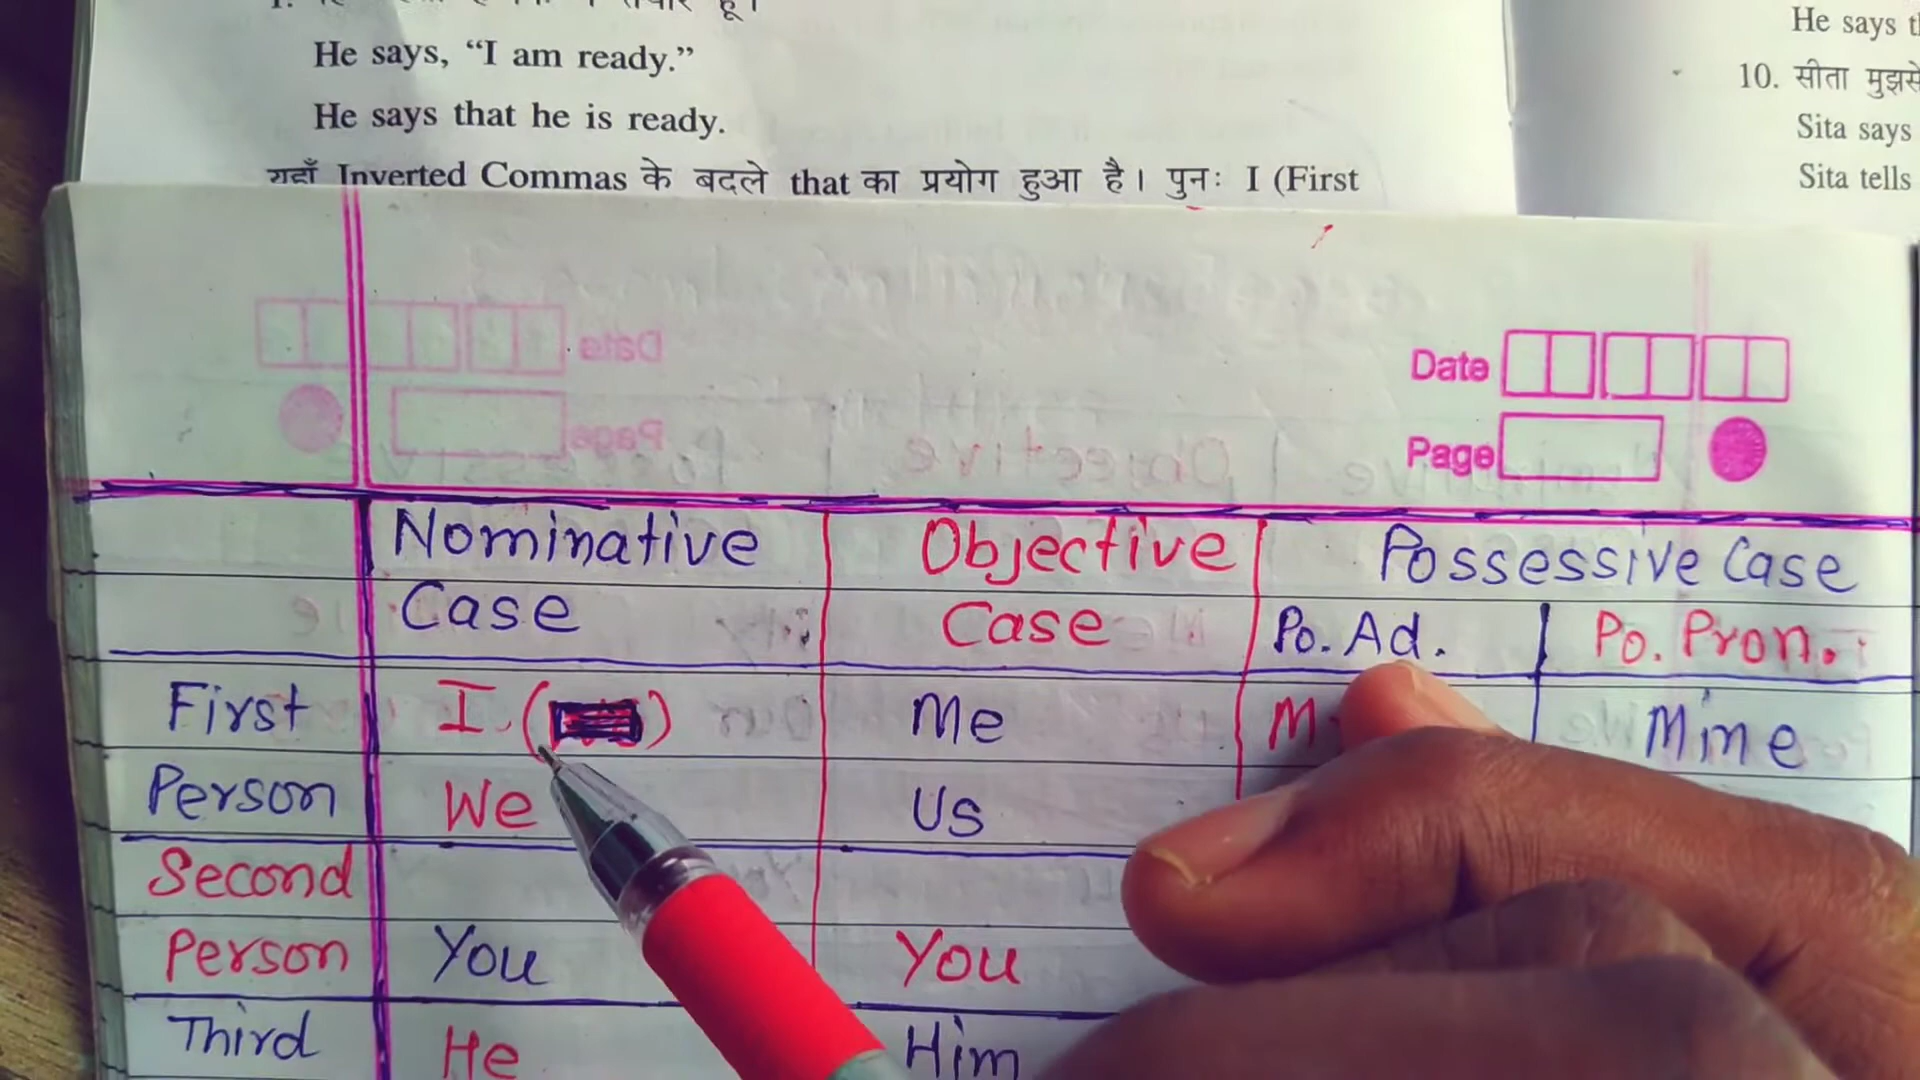 He says, “I am ready.”
He says that he is ready.
यहाँ Inverted Commas के बदले that का प्रयोग हुआ है। पुनः I (First
He says
10. सीता मुझसे
Sita says
Sita tells
Date
Page
Nominative Case
Objective Case
Possessive Case
Po. Ad.
Po. Pron.
First Person
I
Me
Mine
We
Us
Second Person
You
You
Third
He
Him